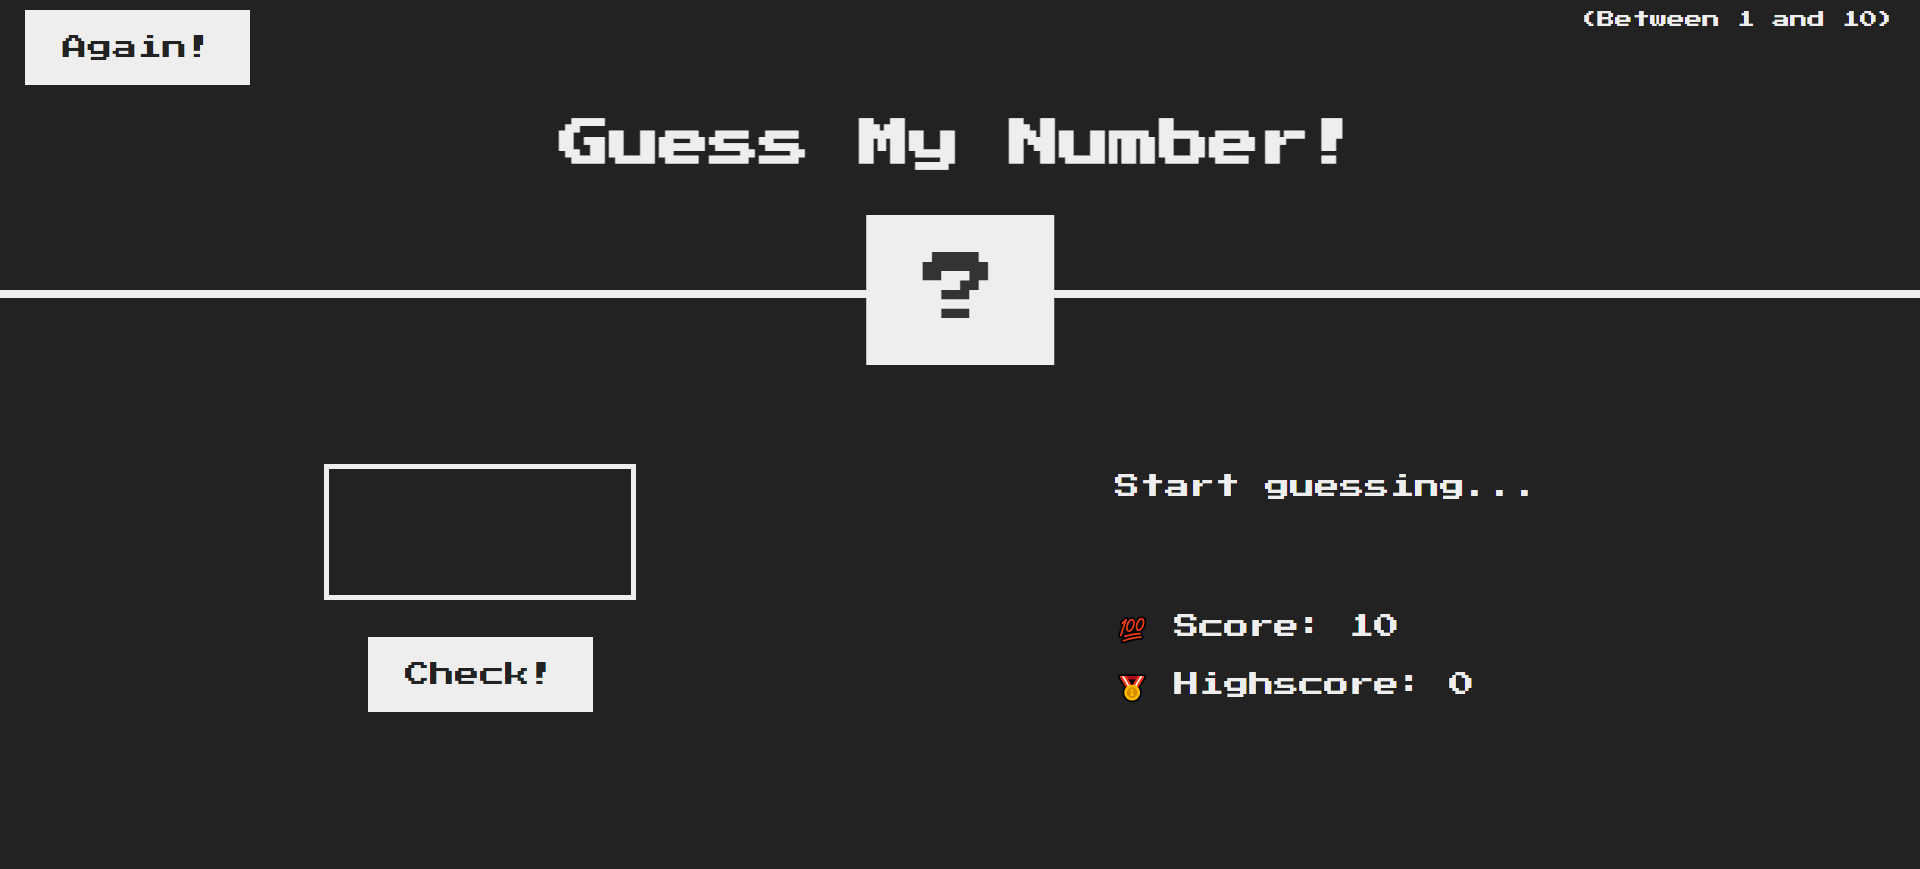 Again!
(Between 1 and 10)
Guess My Number!
?
Start guessing...
Check!
💯 Score: 10
🥇 Highscore: 0